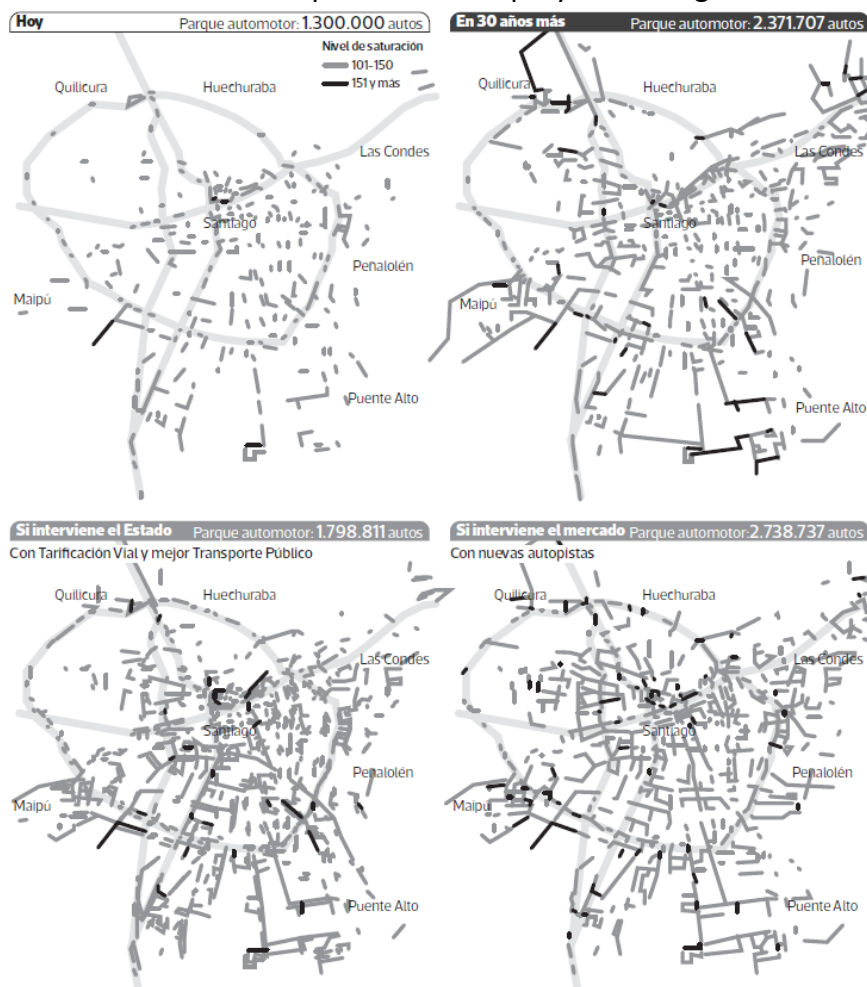 Hoy Parque automotor: 1.300.000 autos
Nivel de saturación
101-150
151 y más
Quilicura
Huechuraba
Las Condes
Santiago
Peñalolén
Maipú
Puente Alto
En 30 años más Parque automotor: 2.371.707 autos
Quilicura
Huechuraba
Las Condes
Santiago
Peñalolén
Maipú
Puente Alto
Si interviene el Estado Parque automotor: 1.798.811 autos
Con Tarificación Vial y mejor Transporte Público
Quilicura
Huechuraba
Las Condes
Santiago
Peñalolén
Maipú
Puente Alto
Si interviene el mercado Parque automotor: 2.738.737 autos
Con nuevas autopistas
Quilicura
Huechuraba
Las Condes
Santiago
Peñalolén
Maipú
Puente Alto